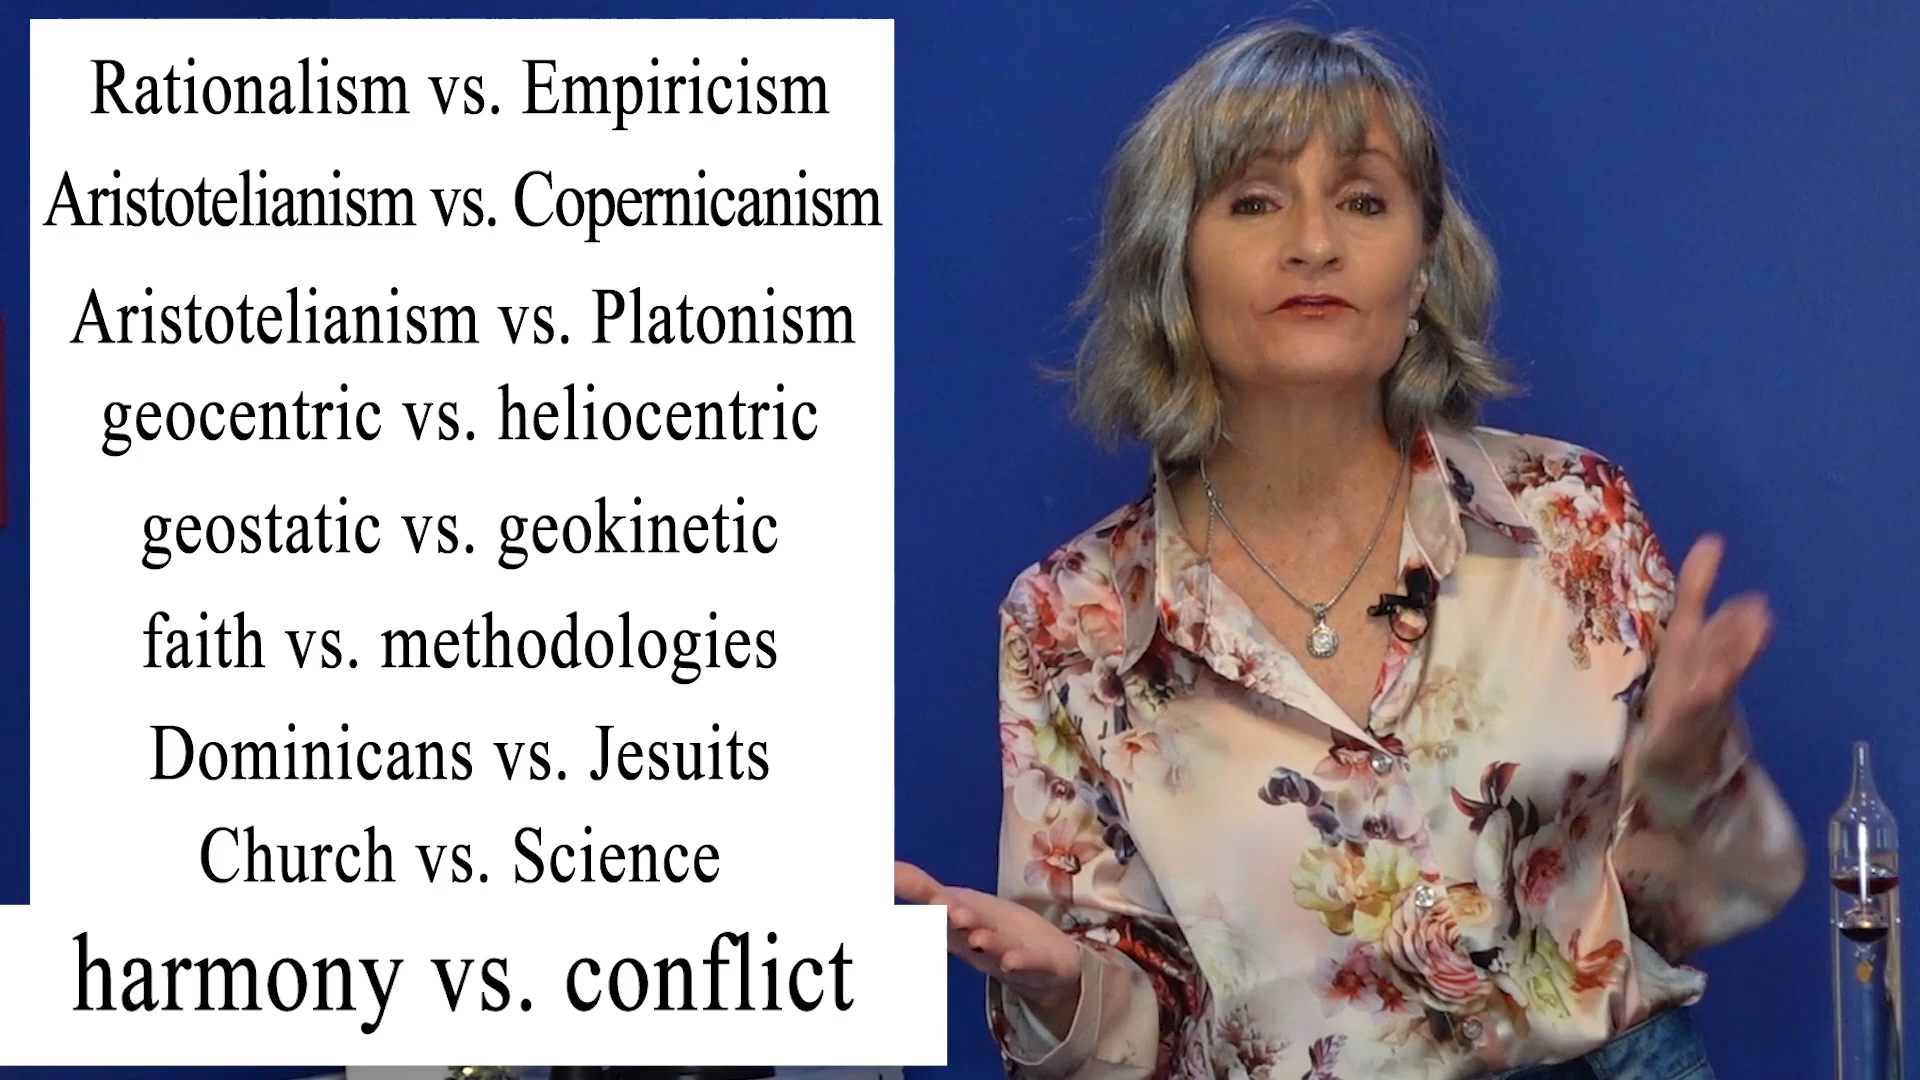 Rationalism vs. Empiricism
Aristotelianism vs. Copernicanism
Aristotelianism vs. Platonism
geocentric vs. heliocentric
geostatic vs. geokinetic
faith vs. methodologies
Dominicans vs. Jesuits
Church vs. Science
harmony vs. conflict